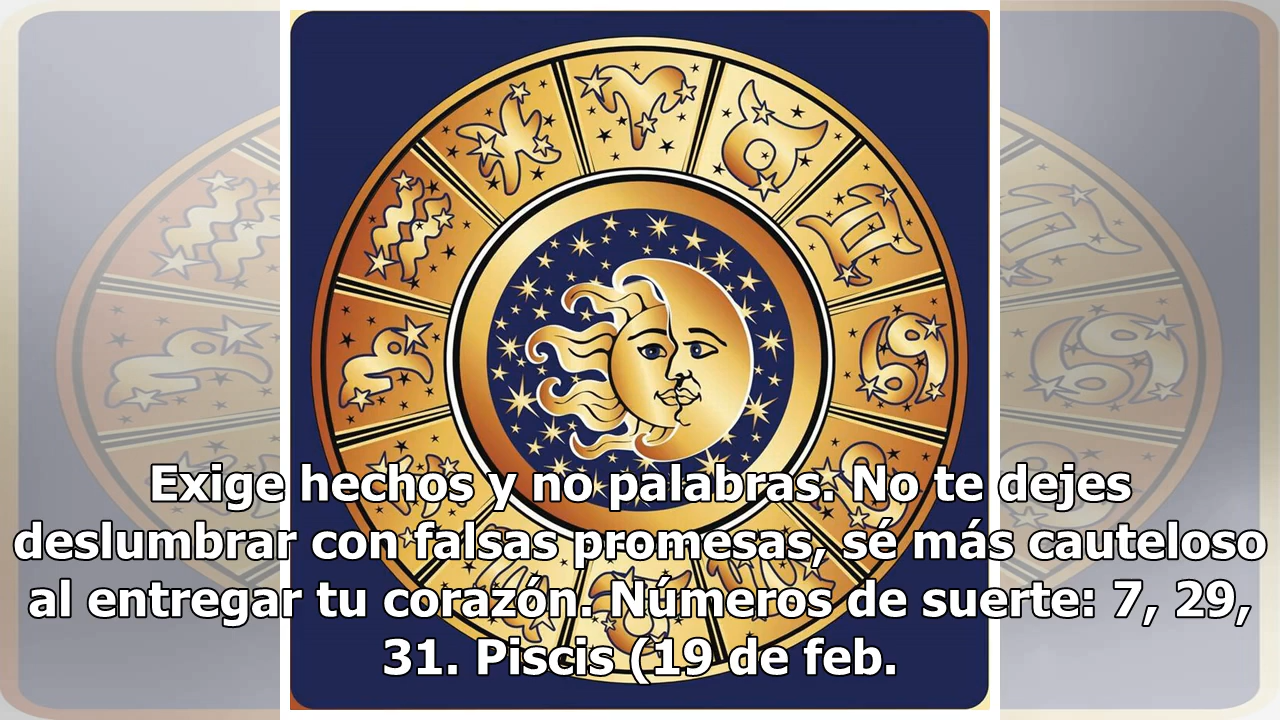 Exige hechos y no palabras. No te dejes
deslumbrar con falsas promesas, sé más cauteloso
al entregar tu corazón. Números de suerte: 7, 29,
31. Piscis (19 de feb.